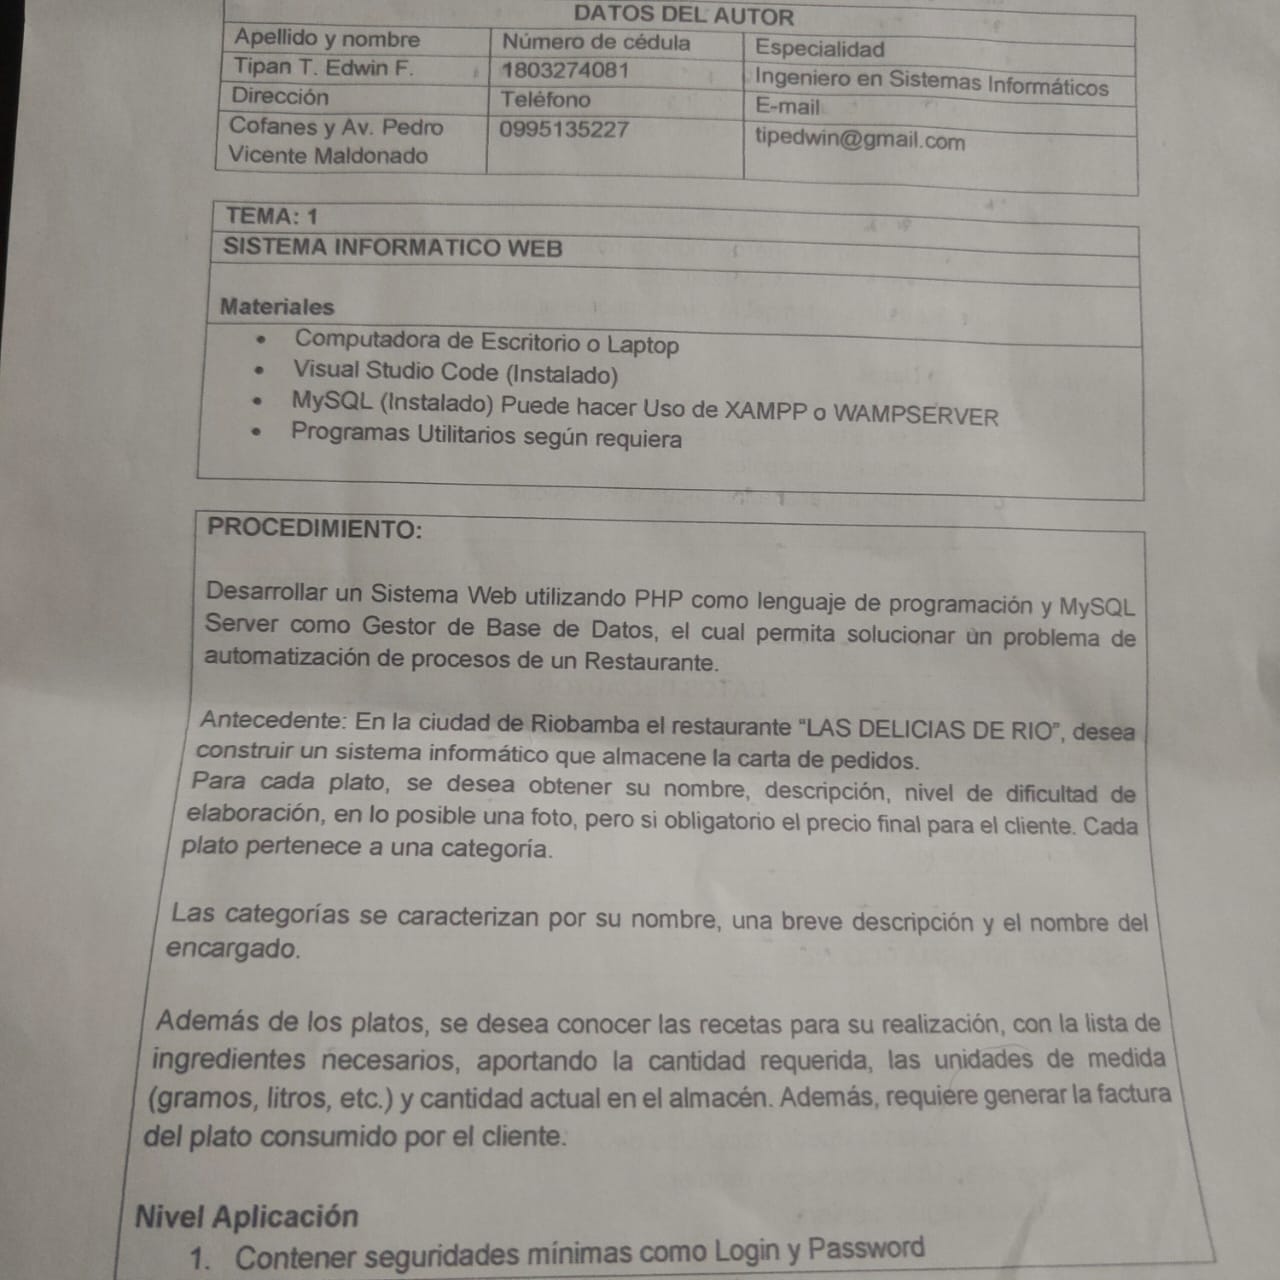 DATOS DEL AUTOR
Apellido y nombre Número de cédula Especialidad
Tipan T. Edwin F. 1803274081 Ingeniero en Sistemas Informáticos
Dirección Teléfono E-mail
Cofanes y Av. Pedro 0995135227 tipedwin@gmail.com
Vicente Maldonado
TEMA: 1
SISTEMA INFORMATICO WEB
Materiales
• Computadora de Escritorio o Laptop
• Visual Studio Code (Instalado)
• MySQL (Instalado) Puede hacer Uso de XAMPP o WAMPSERVER
• Programas Utilitarios según requiera
PROCEDIMIENTO:
Desarrollar un Sistema Web utilizando PHP como lenguaje de programación y MySQL
Server como Gestor de Base de Datos, el cual permita solucionar un problema de
automatización de procesos de un Restaurante.
Antecedente: En la ciudad de Riobamba el restaurante “LAS DELICIAS DE RIO”, desea
construir un sistema informático que almacene la carta de pedidos.
Para cada plato, se desea obtener su nombre, descripción, nivel de dificultad de
elaboración, en lo posible una foto, pero si obligatorio el precio final para el cliente. Cada
plato pertenece a una categoría.
Las categorías se caracterizan por su nombre, una breve descripción y el nombre del
encargado.
Además de los platos, se desea conocer las recetas para su realización, con la lista de
ingredientes necesarios, aportando la cantidad requerida, las unidades de medida
(gramos, litros, etc.) y cantidad actual en el almacén. Además, requiere generar la factura
del plato consumido por el cliente.
Nivel Aplicación
1. Contener seguridades mínimas como Login y Password